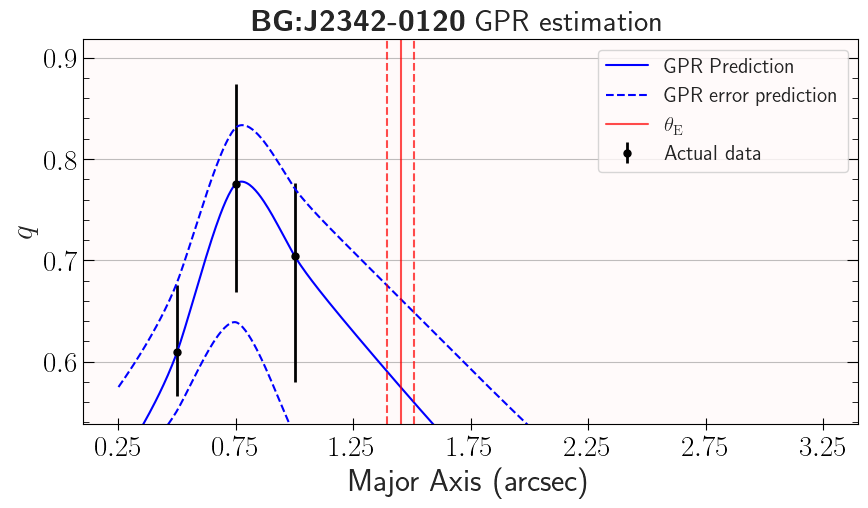 BG:J2342-0120 GPR estimation
GPR Prediction
GPR error prediction
θE
Actual data
0.9
0.8
0.7
0.6
q
0.25 0.75 1.25 1.75 2.25 2.75 3.25
Major Axis (arcsec)